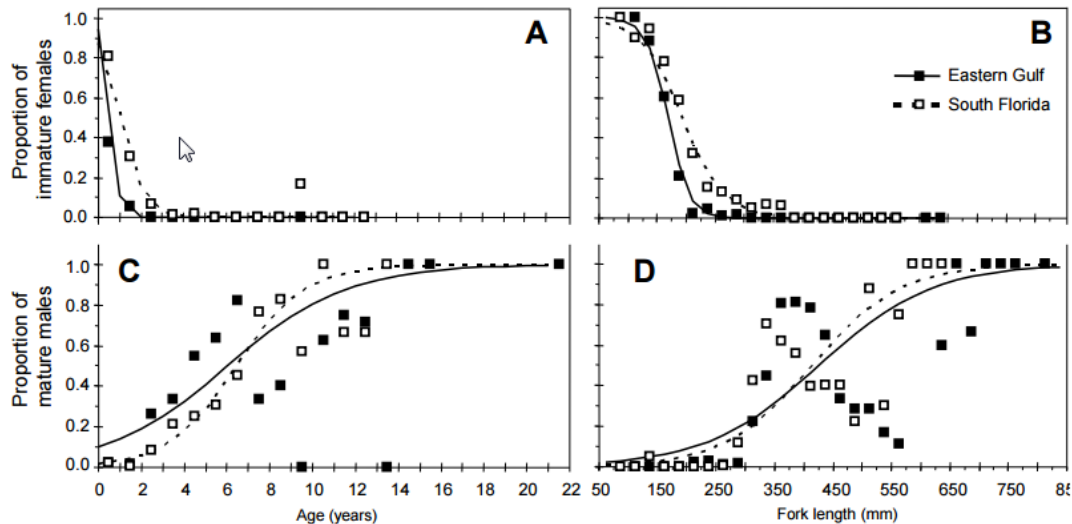 Proportion of
immature females
1.0
0.8
0.6
0.4
0.2
0.0
A
B
Eastern Gulf
South Florida
Proportion of
mature males
1.0
0.8
0.6
0.4
0.2
0.0
C
D
0 2 4 6 8 10 12 14 16 18 20 22
50 150 250 350 450 550 650 750 85
Age (years)
Fork length (mm)